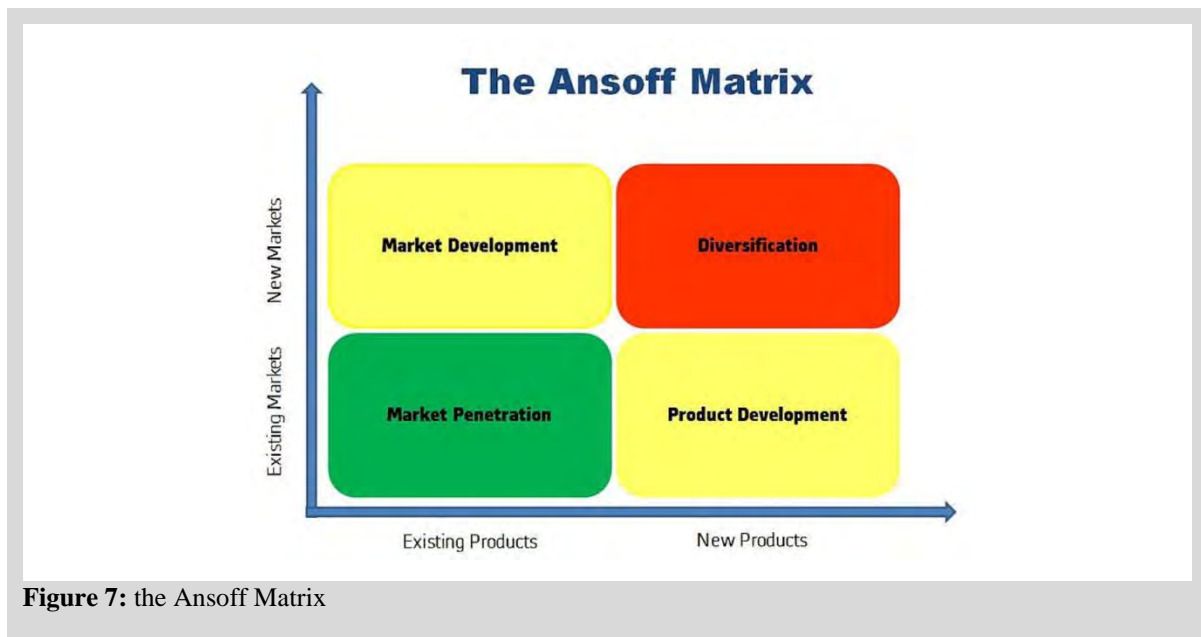 The Ansoff Matrix
New Markets
Market Development
Diversification
Existing Markets
Market Penetration
Product Development
Existing Products
New Products
Figure 7: the Ansoff Matrix